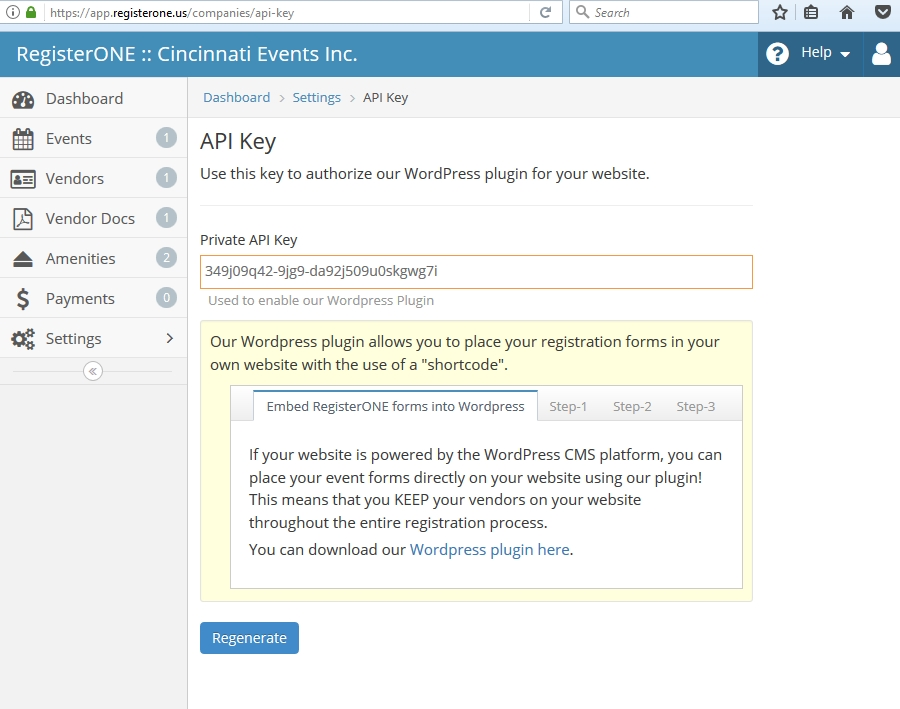 https://app.registerone.us/companies/api-key
Search
RegisterONE :: Cincinnati Events Inc.
? Help
Dashboard
Events 1
Vendors 1
Vendor Docs 1
Amenities 2
Payments 0
Settings
Dashboard > Settings > API Key
API Key
Use this key to authorize our WordPress plugin for your website.
Private API Key
349j09q42-9jg9-da92j509u0skgwg7i
Used to enable our Wordpress Plugin
Our Wordpress plugin allows you to place your registration forms in your
own website with the use of a "shortcode".
Embed RegisterONE forms into Wordpress Step-1 Step-2 Step-3
If your website is powered by the WordPress CMS platform, you can
place your event forms directly on your website using our plugin!
This means that you KEEP your vendors on your website
throughout the entire registration process.
You can download our Wordpress plugin here.
Regenerate